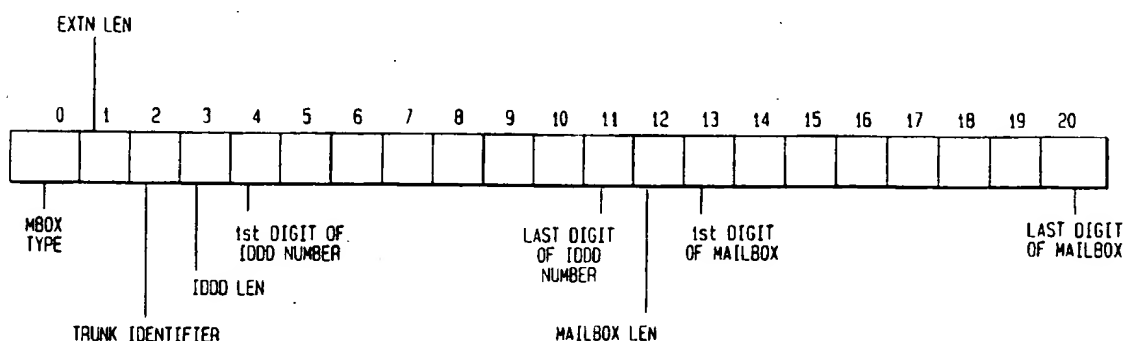 EXTN LEN
0 1 2 3 4 5 6 7 8 9 10 11 12 13 14 15 16 17 18 19 20
MBOX
TYPE
1st DIGIT OF
IDDD NUMBER
LAST DIGIT
OF IDDD
NUMBER
1st DIGIT
OF MAILBOX
LAST DIGIT
OF MAILBOX
IDDD LEN
TRUNK IDENTIFIER
MAILBOX LEN